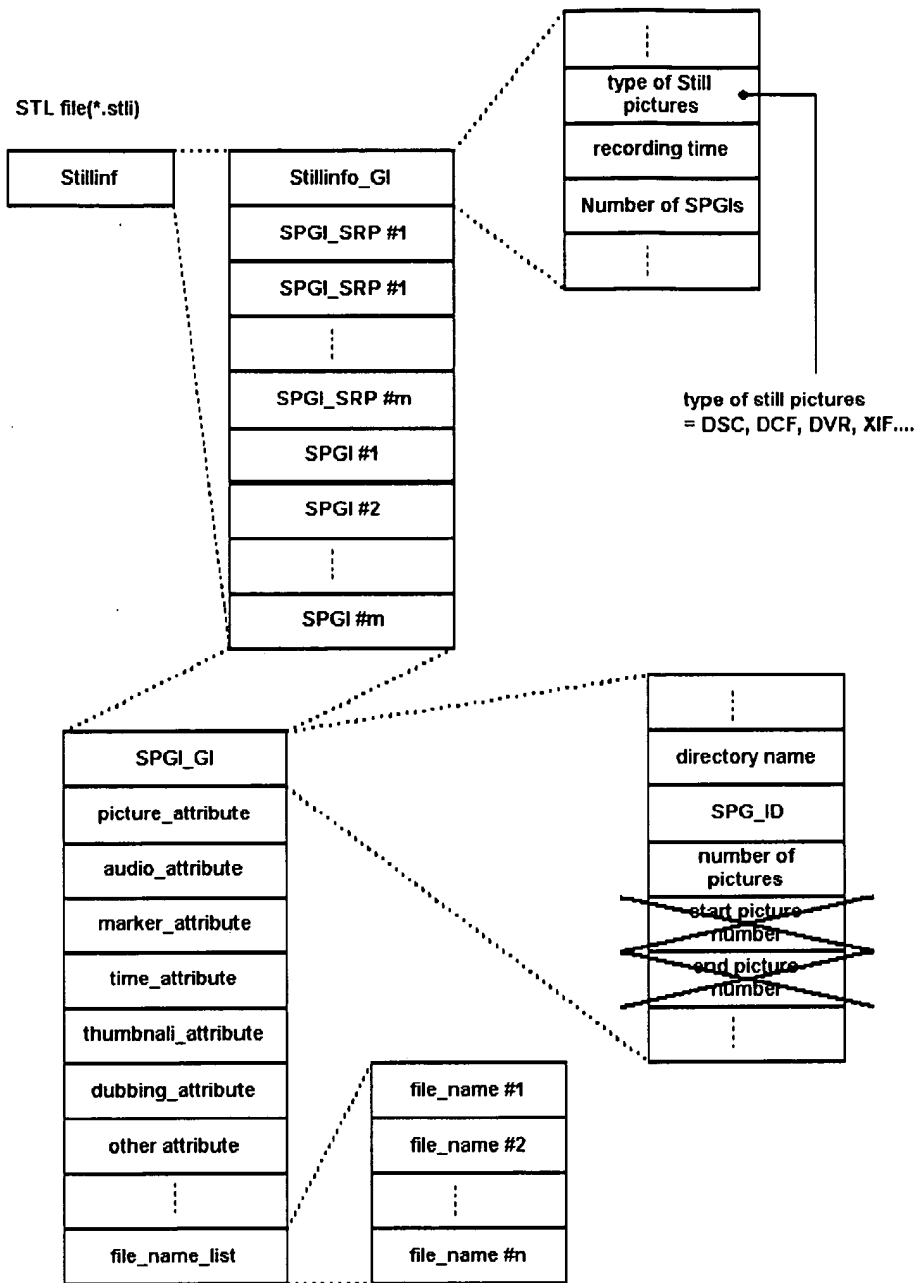 type of Still
pictures
recording time
Number of SPGIs
STL file(*.stli)
Stillinf
Stillinfo_GI
SPGI_SRP #1
SPGI_SRP #1
SPGI_SRP #m
SPGI #1
SPGI #2
SPGI #m
type of still pictures
= DSC, DCF, DVR, XIF....
SPGI_GI
picture_attribute
audio_attribute
marker_attribute
time_attribute
thumbnali_attribute
dubbing_attribute
other attribute
file_name_list
directory name
SPG_ID
number of
pictures
start picture
number
end picture
number
file_name #1
file_name #2
file_name #n